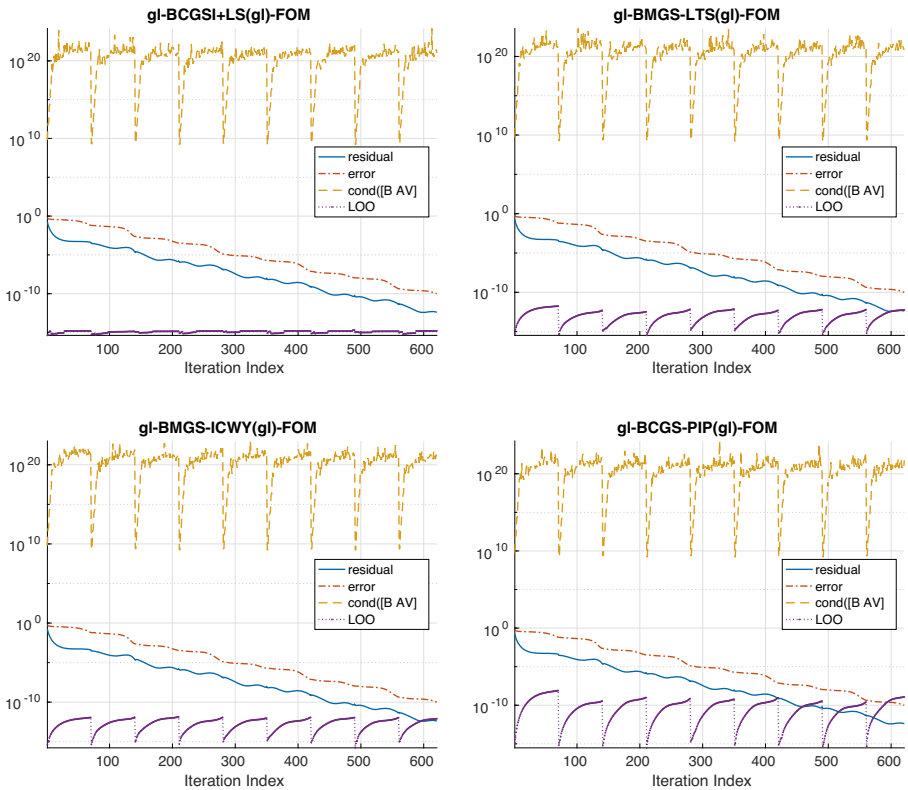 gl-BCGSI+LS(gl)-FOM
10^20
10^10
10^0
10^-10
residual
error
cond([B AV]
LOO
100 200 300 400 500 600
Iteration Index
gl-BMGS-LTS(gl)-FOM
10^20
10^10
10^0
10^-10
residual
error
cond([B AV]
LOO
100 200 300 400 500 600
Iteration Index
gl-BMGS-ICWY(gl)-FOM
10^20
10^10
10^0
10^-10
residual
error
cond([B AV]
LOO
100 200 300 400 500 600
Iteration Index
gl-BCGS-PIP(gl)-FOM
10^20
10^10
10^0
10^-10
residual
error
cond([B AV]
LOO
100 200 300 400 500 600
Iteration Index